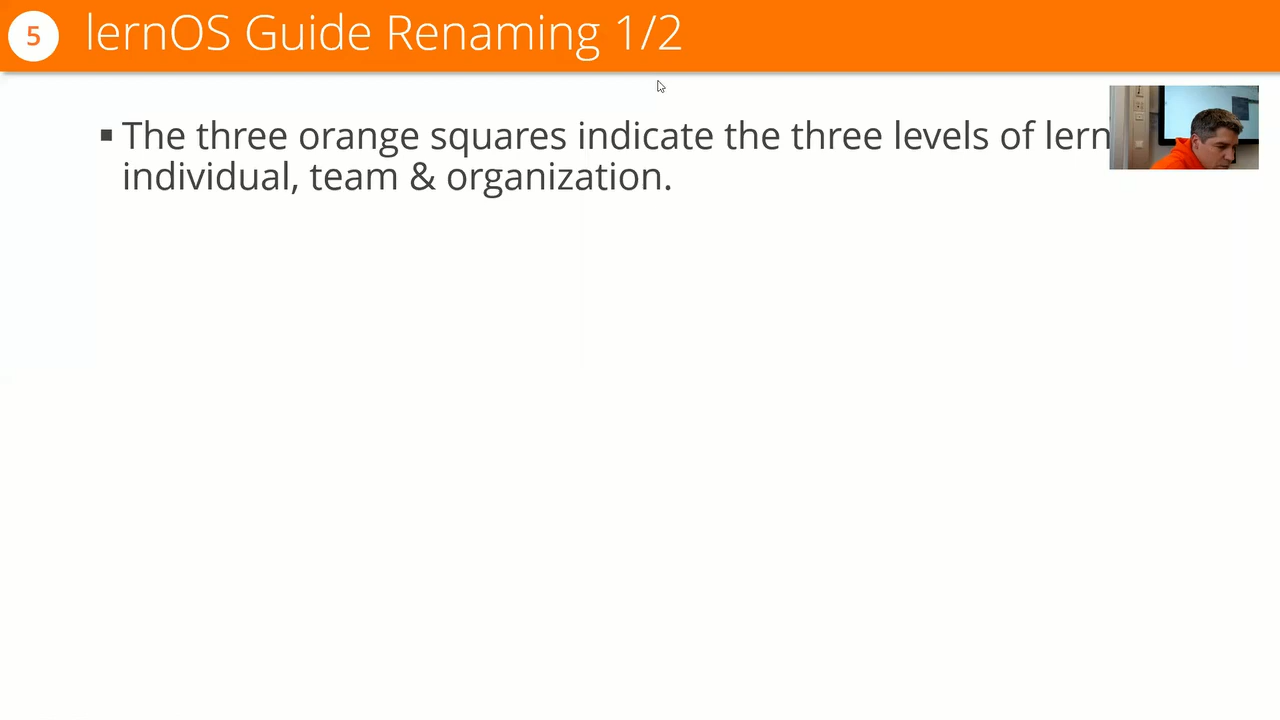 5 lernOS Guide Renaming 1/2
▪ The three orange squares indicate the three levels of lern
individual, team & organization.